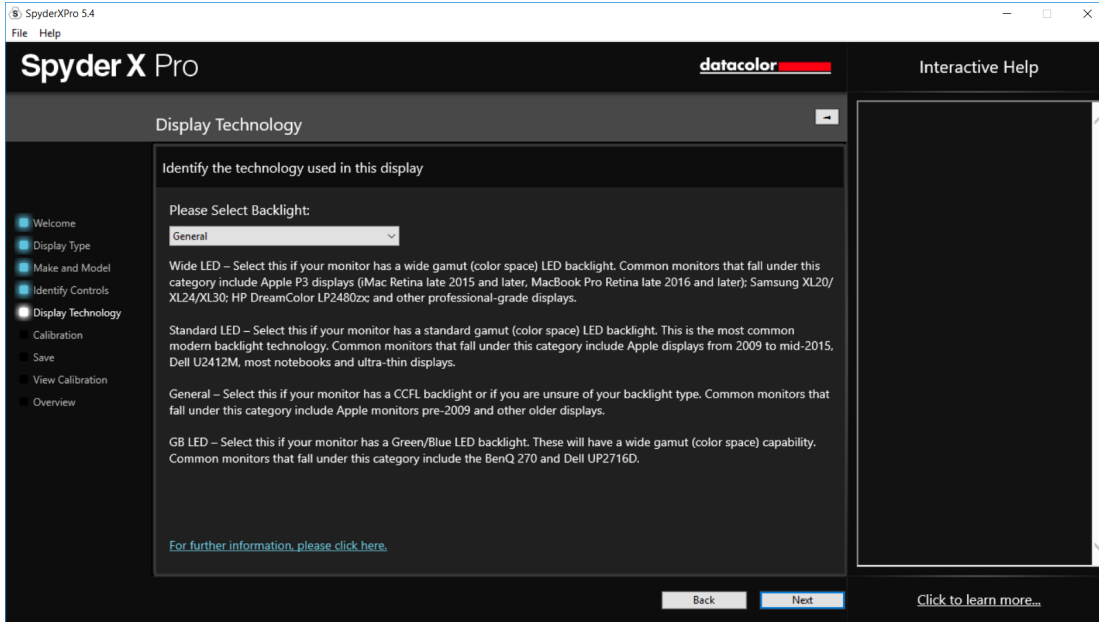 SpyderXPro 5.4
File Help
Spyder X Pro
datacolor
Interactive Help
Display Technology
Identify the technology used in this display
Please Select Backlight:
General
Wide LED – Select this if your monitor has a wide gamut (color space) LED backlight. Common monitors that fall under this
category include Apple P3 displays (iMac Retina late 2015 and later, MacBook Pro Retina late 2016 and later); Samsung XL20/
XL24/XL30; HP DreamColor LP2480zx; and other professional-grade displays.
Standard LED – Select this if your monitor has a standard gamut (color space) LED backlight. This is the most common
modern backlight technology. Common monitors that fall under this category include Apple displays from 2009 to mid-2015,
Dell U2412M, most notebooks and ultra-thin displays.
General – Select this if your monitor has a CCFL backlight or if you are unsure of your backlight type. Common monitors that
fall under this category include Apple monitors pre-2009 and other older displays.
GB LED – Select this if your monitor has a Green/Blue LED backlight. These will have a wide gamut (color space) capability.
Common monitors that fall under this category include the BenQ 270 and Dell UP2716D.
For further information, please click here.
Welcome
Display Type
Make and Model
Identify Controls
Display Technology
Calibration
Save
View Calibration
Overview
Back
Next
Click to learn more...